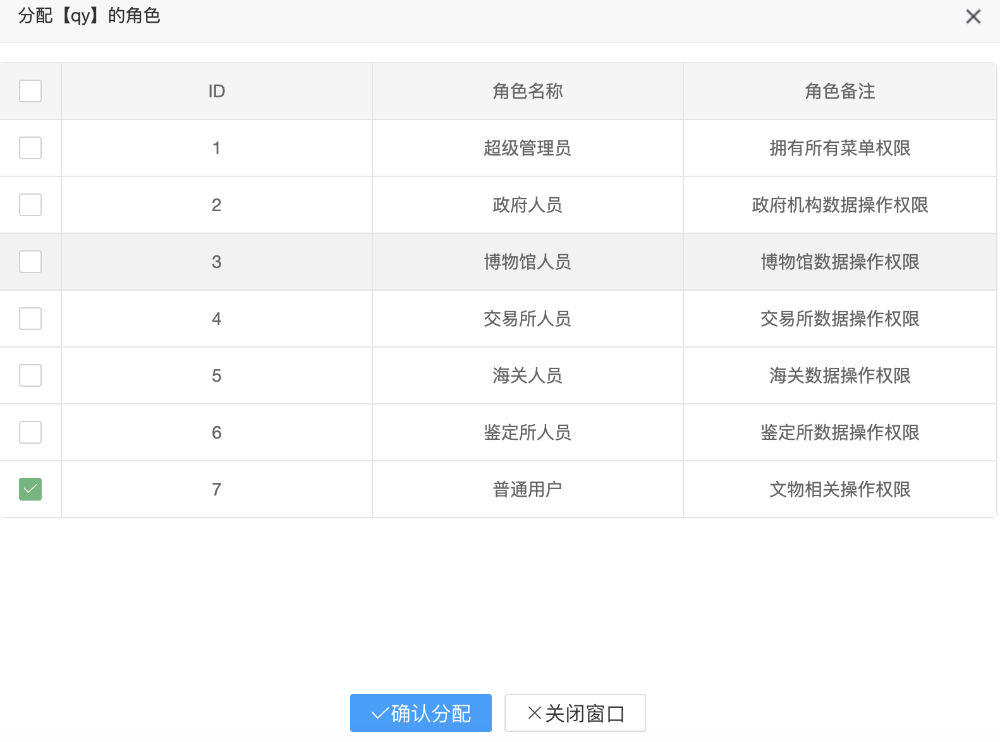 分配【qy】的角色
ID 角色名称 角色备注
1 超级管理员 拥有所有菜单权限
2 政府人员 政府机构数据操作权限
3 博物馆人员 博物馆数据操作权限
4 交易所人员 交易所数据操作权限
5 海关人员 海关数据操作权限
6 鉴定所人员 鉴定所数据操作权限
7 普通用户 文物相关操作权限
确认分配 关闭窗口